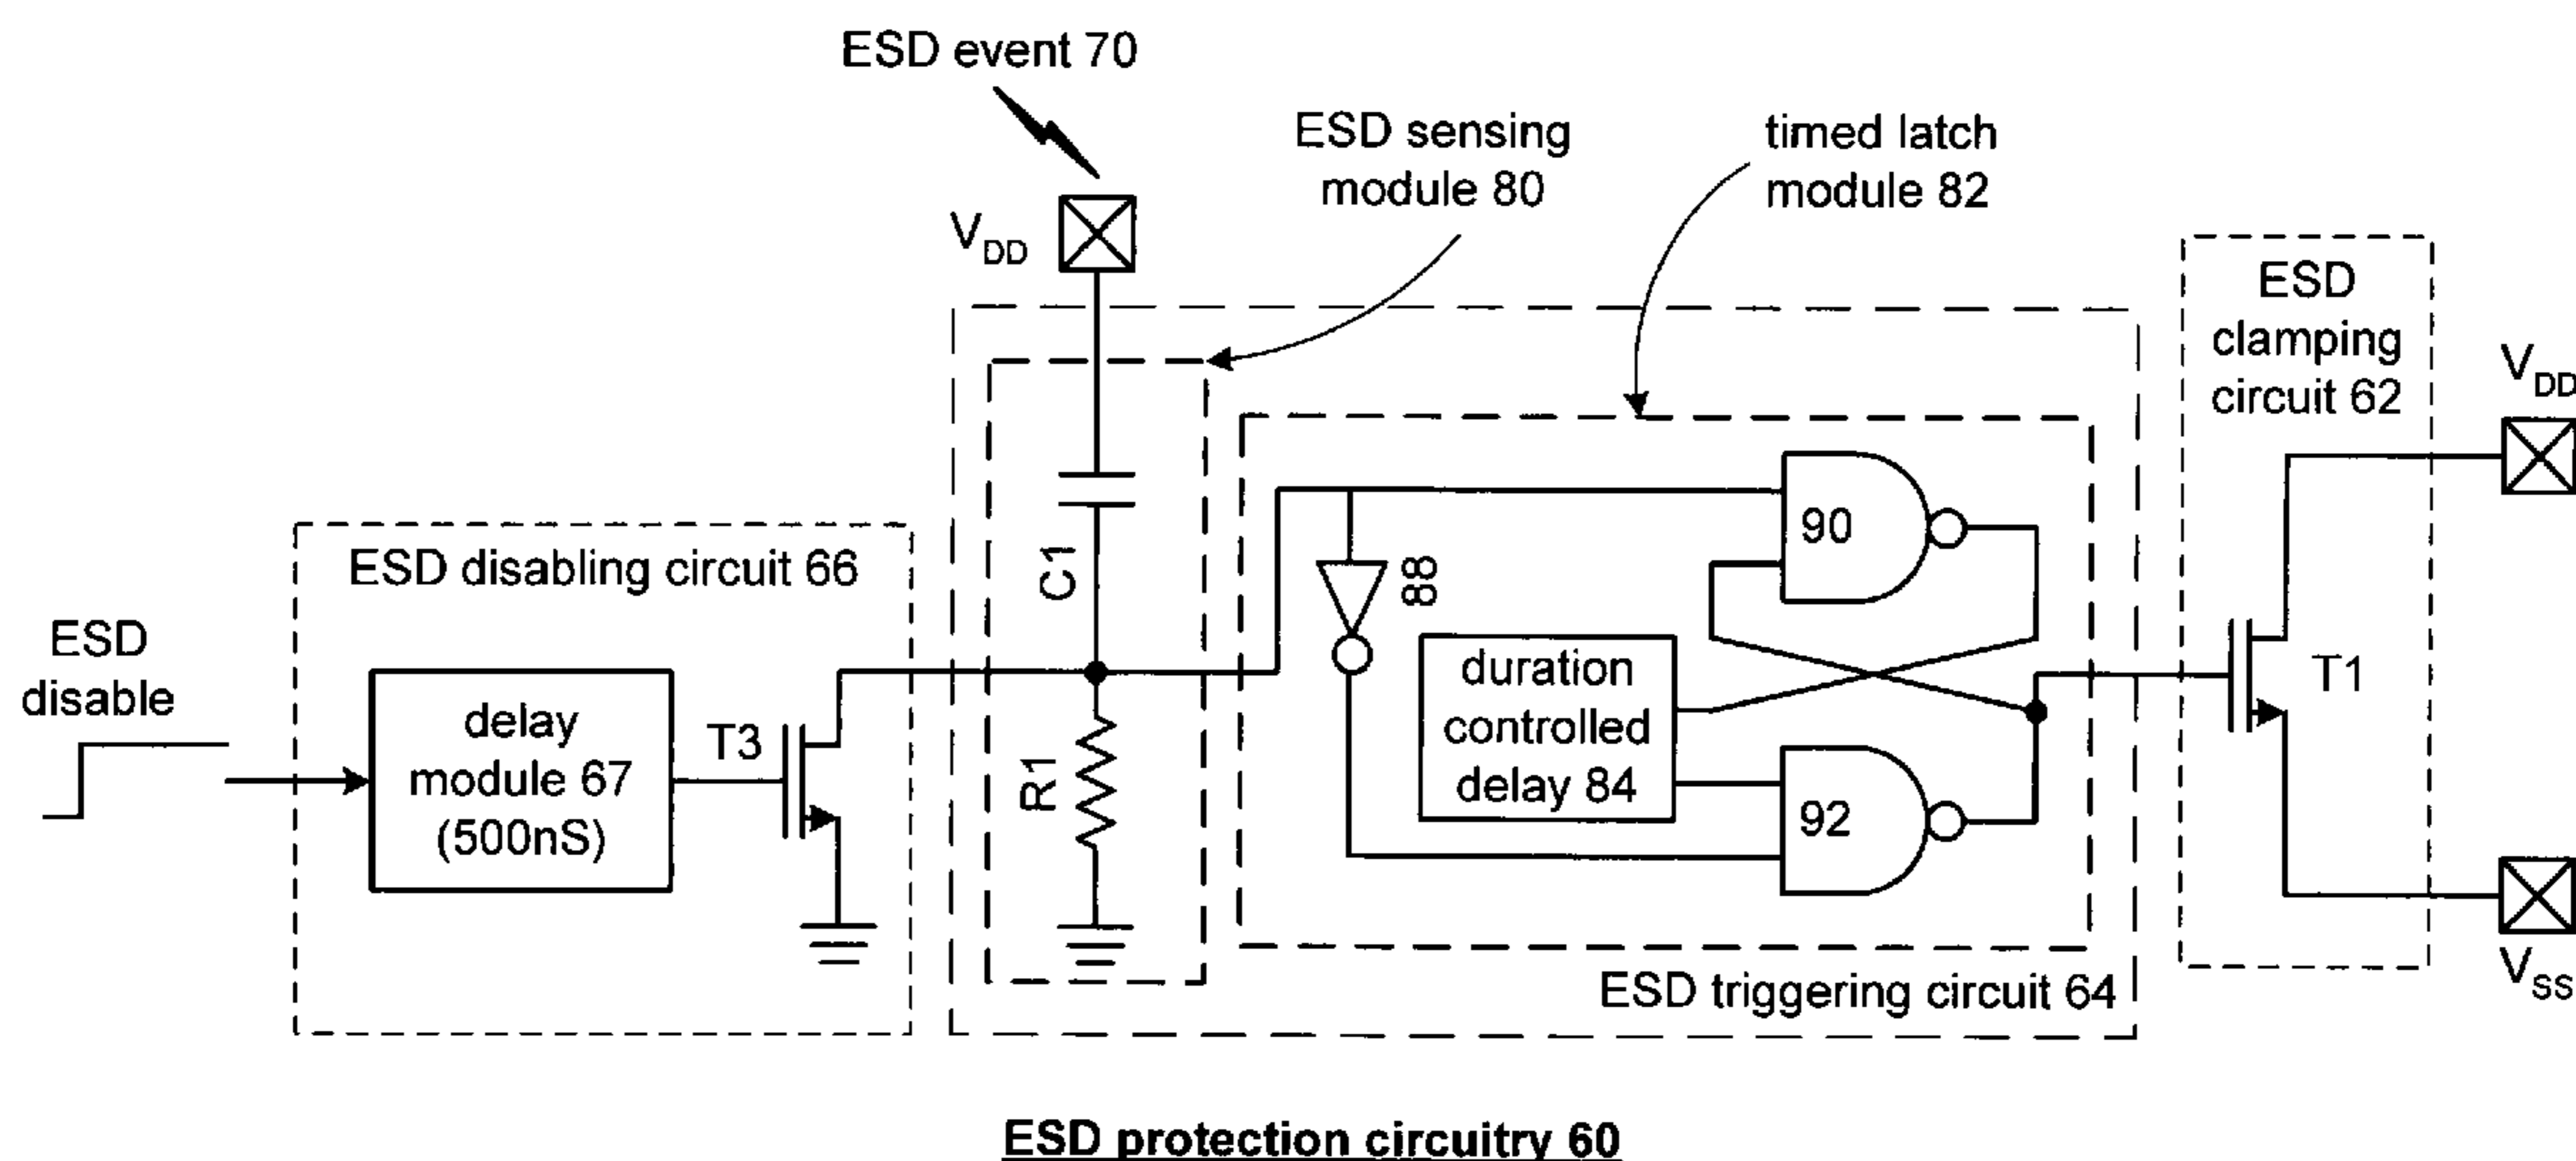 ESD event 70
ESD sensing
module 80
timed latch
module 82
VDD
ESD
clamping
circuit 62
VDD
ESD disabling circuit 66
C1
88
90
ESD
disable
duration
controlled
delay 84
T1
delay
module 67
(500nS)
T3
R1
92
ESD triggering circuit 64
VSS
ESD protection circuitry 60